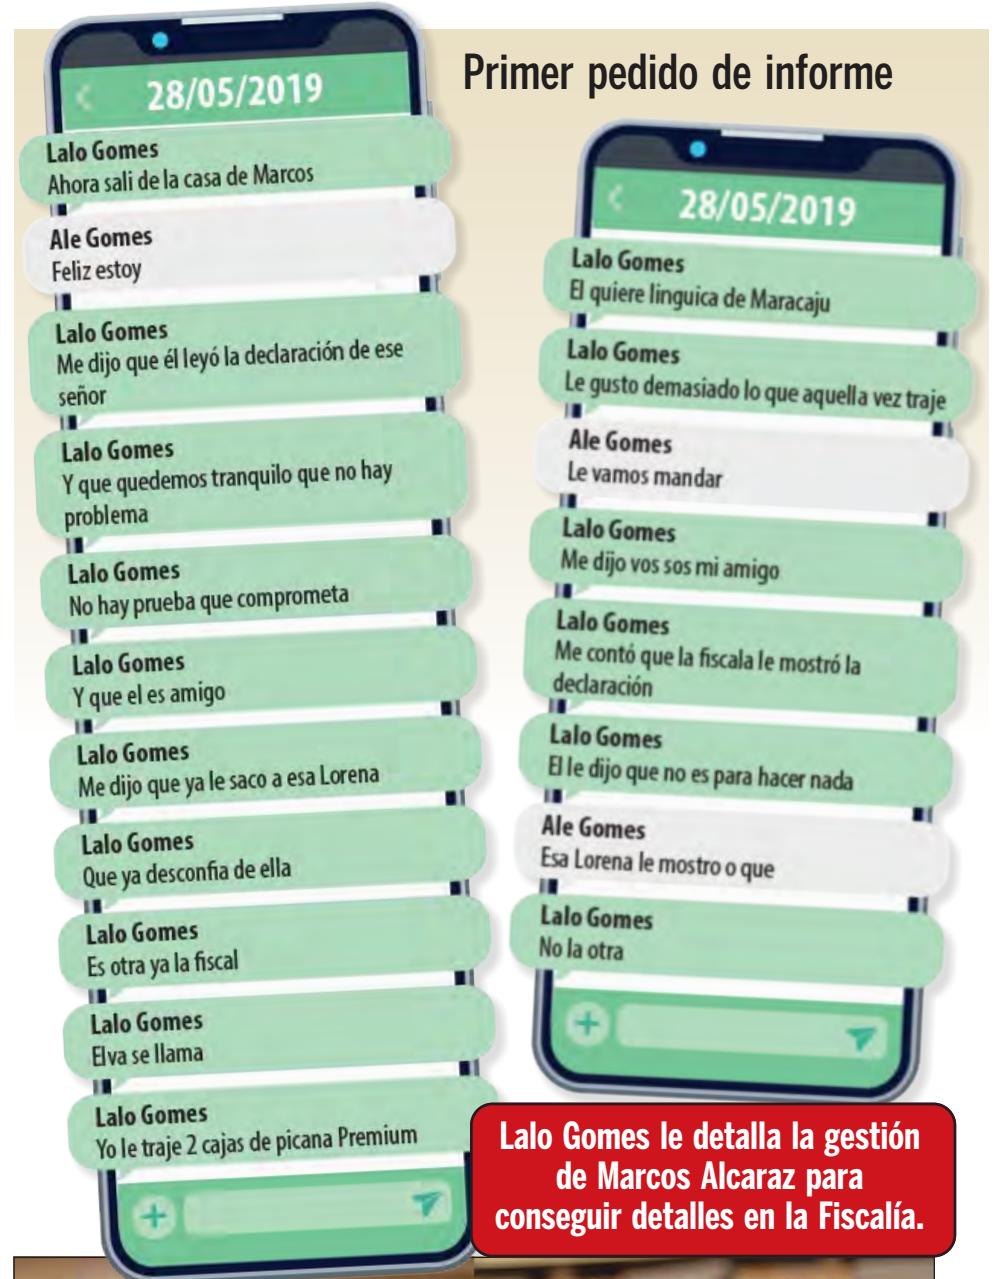 Primer pedido de informe
28/05/2019
Lalo Gomes
Ahora sali de la casa de Marcos
Ale Gomes
Feliz estoy
Lalo Gomes
Me dijo que él leyó la declaración de ese
señor
Lalo Gomes
Y que quedemos tranquilo que no hay
problema
Lalo Gomes
No hay prueba que comprometa
Lalo Gomes
Y que el es amigo
Lalo Gomes
Me dijo que ya le saco a esa Lorena
Lalo Gomes
Que ya desconfia de ella
Lalo Gomes
Es otra ya la fiscal
Lalo Gomes
Elva se llama
Lalo Gomes
Yo le traje 2 cajas de picana Premium
28/05/2019
Lalo Gomes
El quiere linguica de Maracaju
Lalo Gomes
Le gusto demasiado lo que aquella vez traje
Ale Gomes
Le vamos mandar
Lalo Gomes
Me dijo vos sos mi amigo
Lalo Gomes
Me contó que la fiscala le mostró la
declaración
Lalo Gomes
El le dijo que no es para hacer nada
Ale Gomes
Esa Lorena le mostro o que
Lalo Gomes
No la otra
Lalo Gomes le detalla la gestión
de Marcos Alcaraz para
conseguir detalles en la Fiscalía.